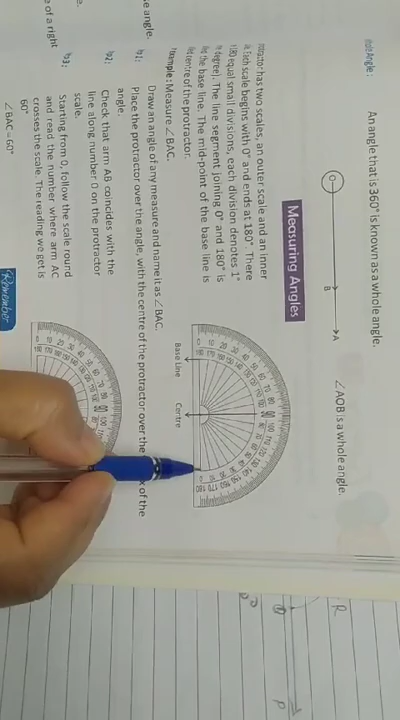 An angle that is 360° is known as a whole angle.
O
B
A
∠AOB is a whole angle.
Measuring Angles
has two scales, an outer scale and an inner
Each scale begins with 0° and ends at 180°. There
180 equal small divisions, each division denotes 1°
degree). The line segment joining 0° and 180° is
the base line. The mid-point of the base line is
centre of the protractor.
Base Line
Centre
Measure ∠BAC.
Draw an angle of any measure and name it as ∠BAC.
Place the protractor over the angle, with the centre of the protractor over the
of the
angle.
Check that arm AB coincides with the
line along number 0 on the protractor
scale.
Starting from 0, follow the scale round
and read the number where arm AC
crosses the scale. The reading we get is
60°
∠BAC = 60°
Remember
e angle.
of a right
R
P